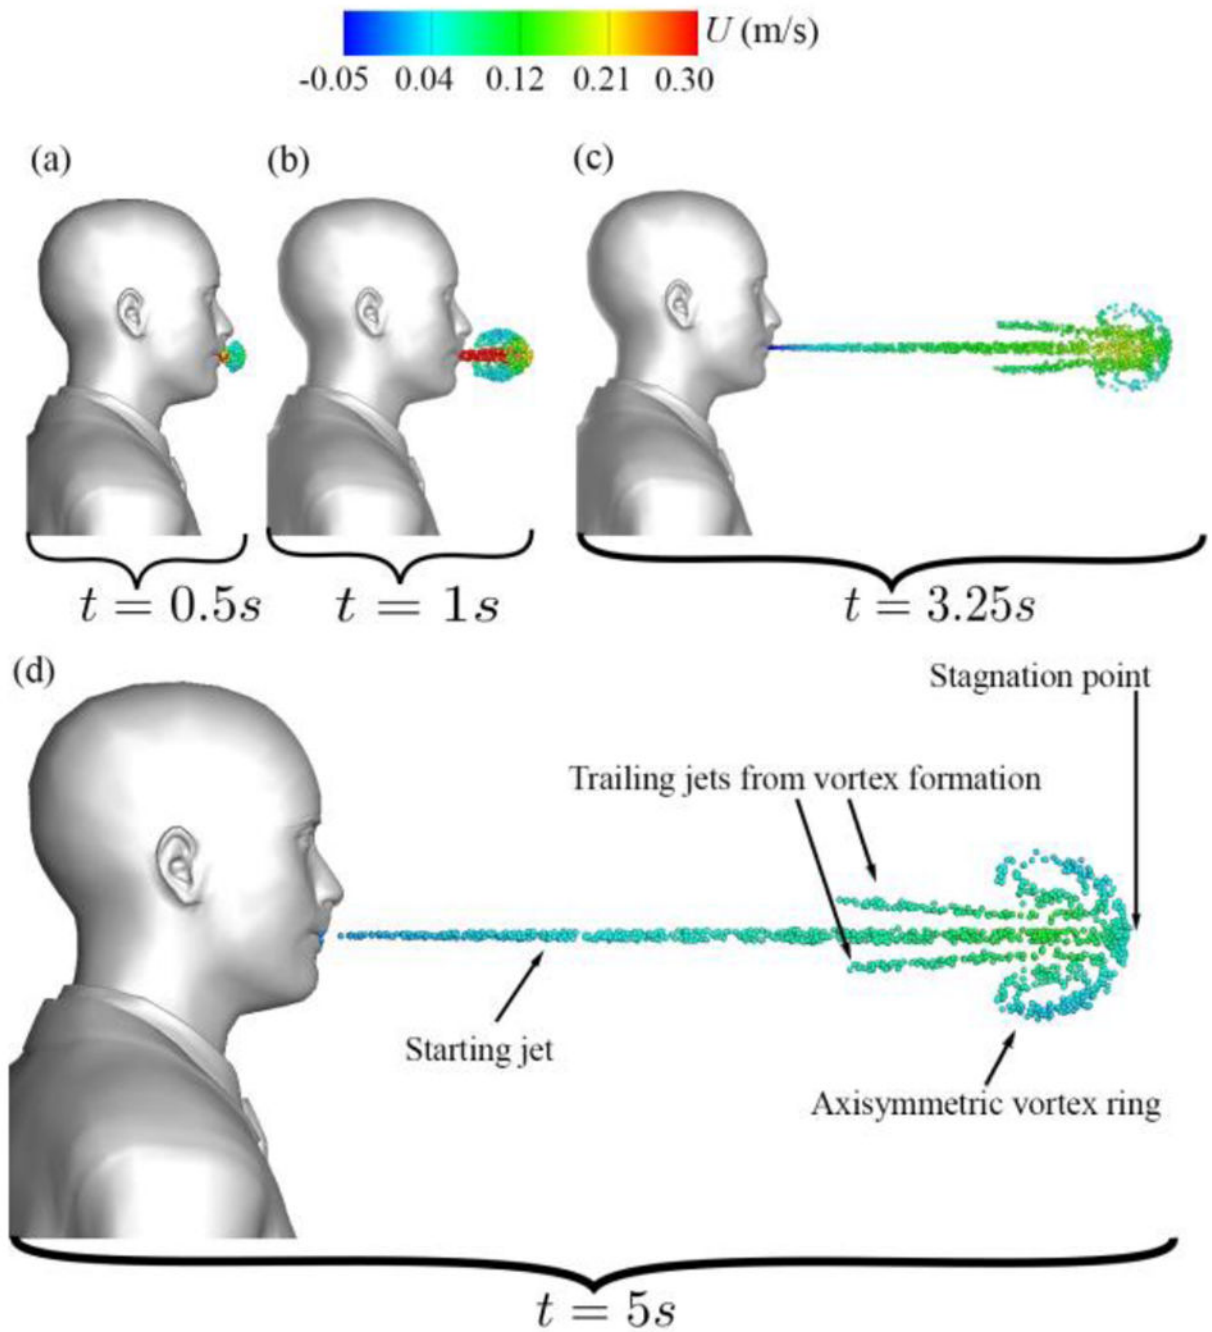 U (m/s)
-0.05 0.04 0.12 0.21 0.30
(a) (b) (c)
t = 0.5s t = 1s t = 3.25s
(d)
Stagnation point
Trailing jets from vortex formation
Starting jet
Axisymmetric vortex ring
t = 5s